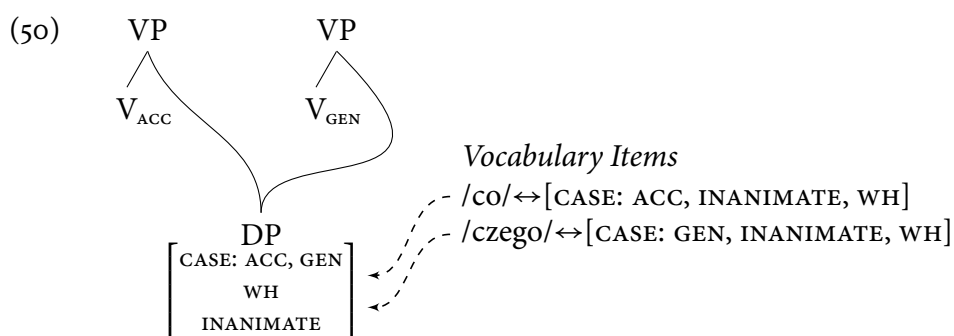 (50) VP VP
V_ACC V_GEN
Vocabulary Items
/co/↔[CASE: ACC, INANIMATE, WH]
/czego/↔[CASE: GEN, INANIMATE, WH]
DP
CASE: ACC, GEN
WH
INANIMATE